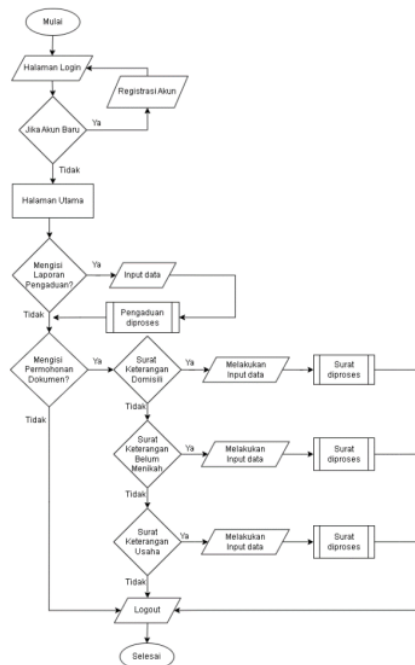 Mulai
Halaman Login
Registrasi Akun
Jika Akun Baru
Ya
Tidak
Halaman Utama
Mengisi
Laporan
Pengaduan?
Ya
Input data
Tidak
Pengaduan
diproses
Mengisi
Permohonan
Dokumen?
Ya
Surat
Keterangan
Domisili
Ya
Melakukan
Input data
Surat
diproses
Tidak
Tidak
Surat
Keterangan
Belum
Menikah
Ya
Melakukan
Input data
Surat
diproses
Tidak
Surat
Keterangan
Usaha
Ya
Melakukan
Input data
Surat
diproses
Tidak
Logout
Selesai